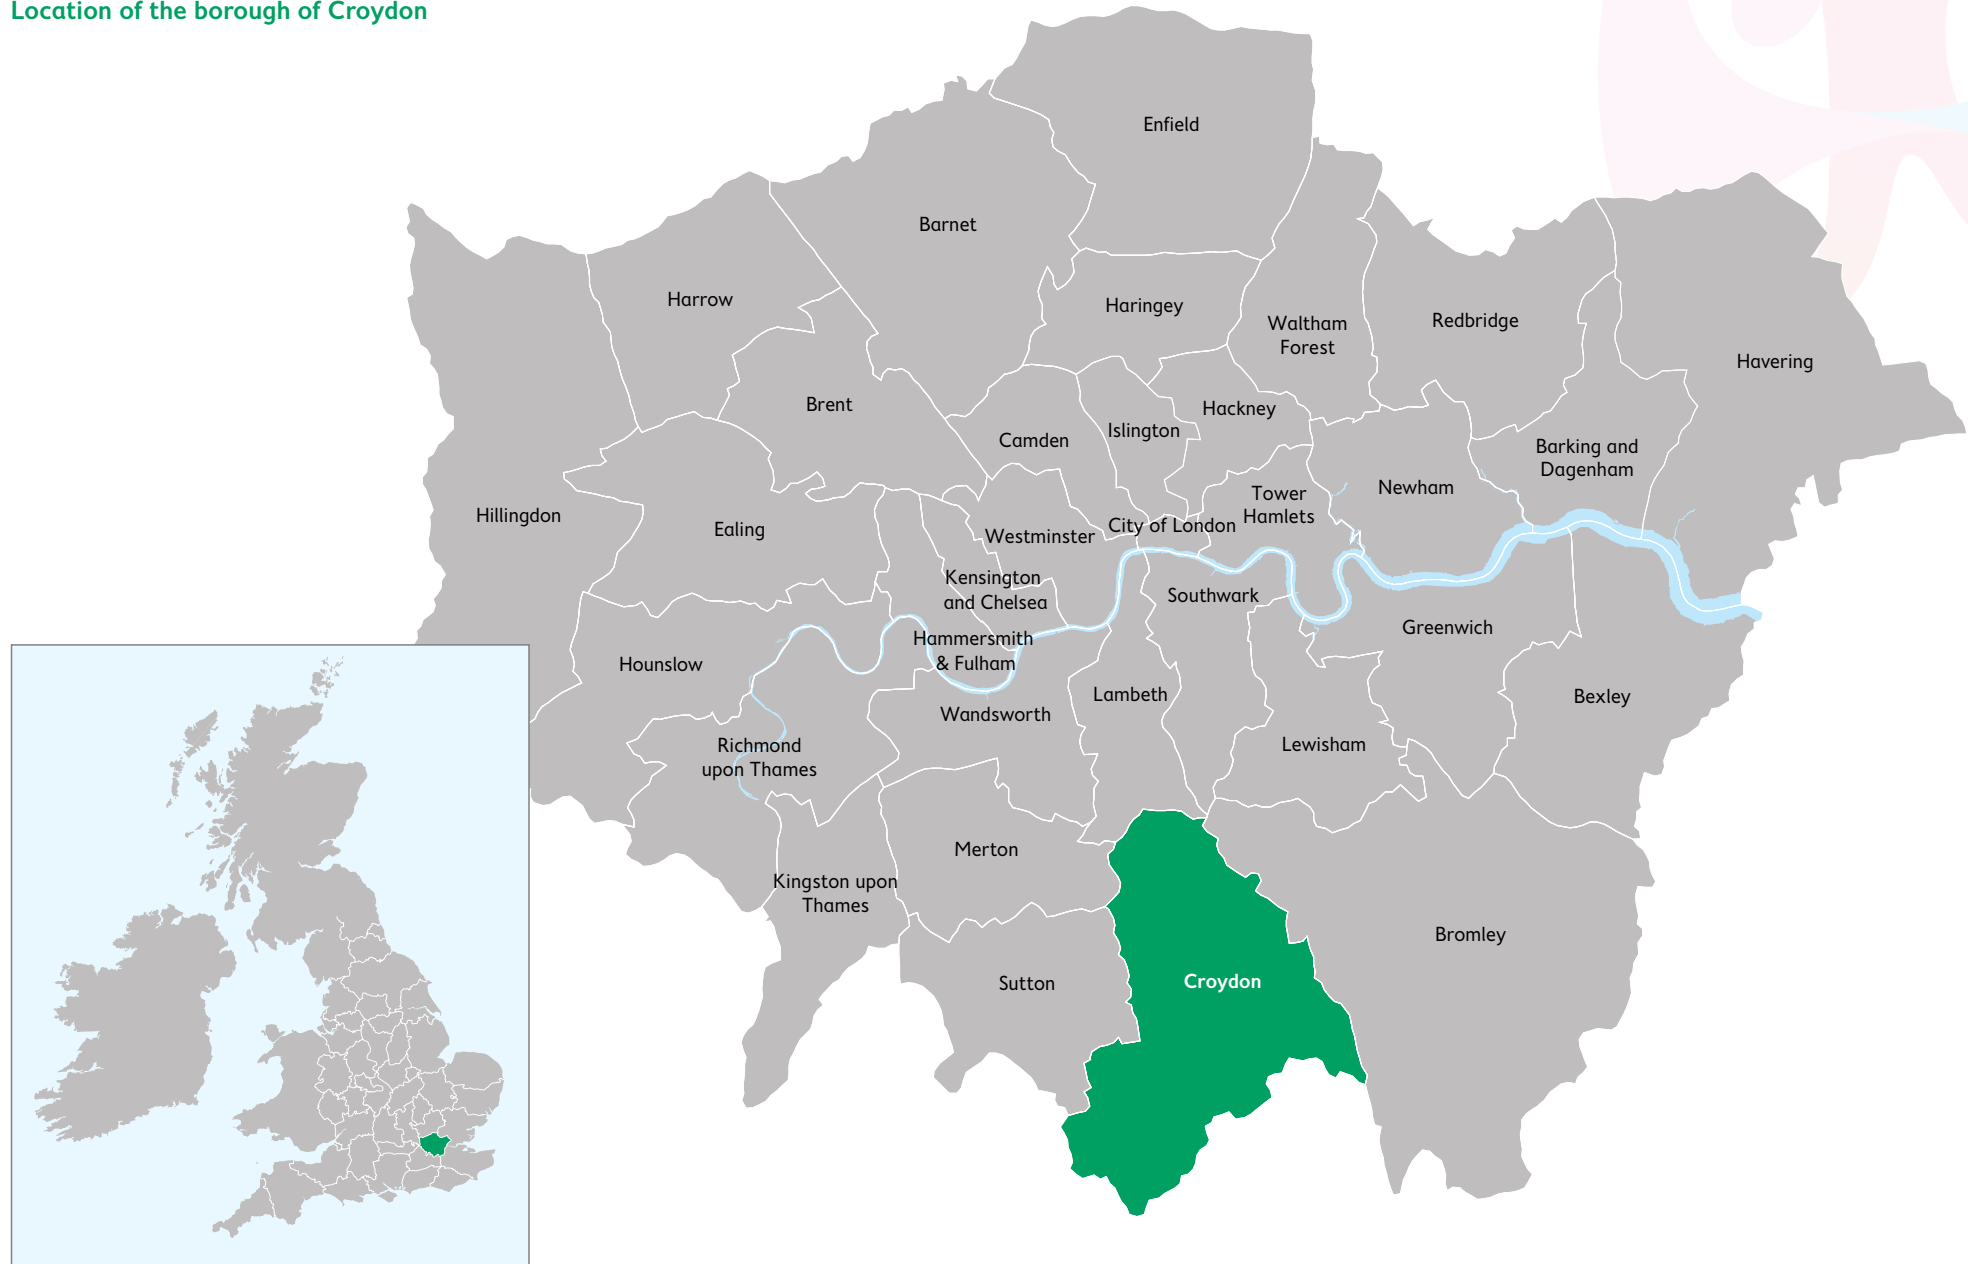 Location of the borough of Croydon
Enfield
Barnet
Harrow
Haringey
Waltham
Forest
Redbridge
Havering
Brent
Hackney
Islington
Camden
Barking and
Dagenham
Newham
Tower
Hamlets
Hillingdon
Ealing
Westminster
City of London
Kensington
and Chelsea
Southwark
Greenwich
Hammersmith
& Fulham
Hounslow
Lambeth
Bexley
Wandsworth
Richmond
upon Thames
Lewisham
Merton
Kingston upon
Thames
Bromley
Sutton
Croydon